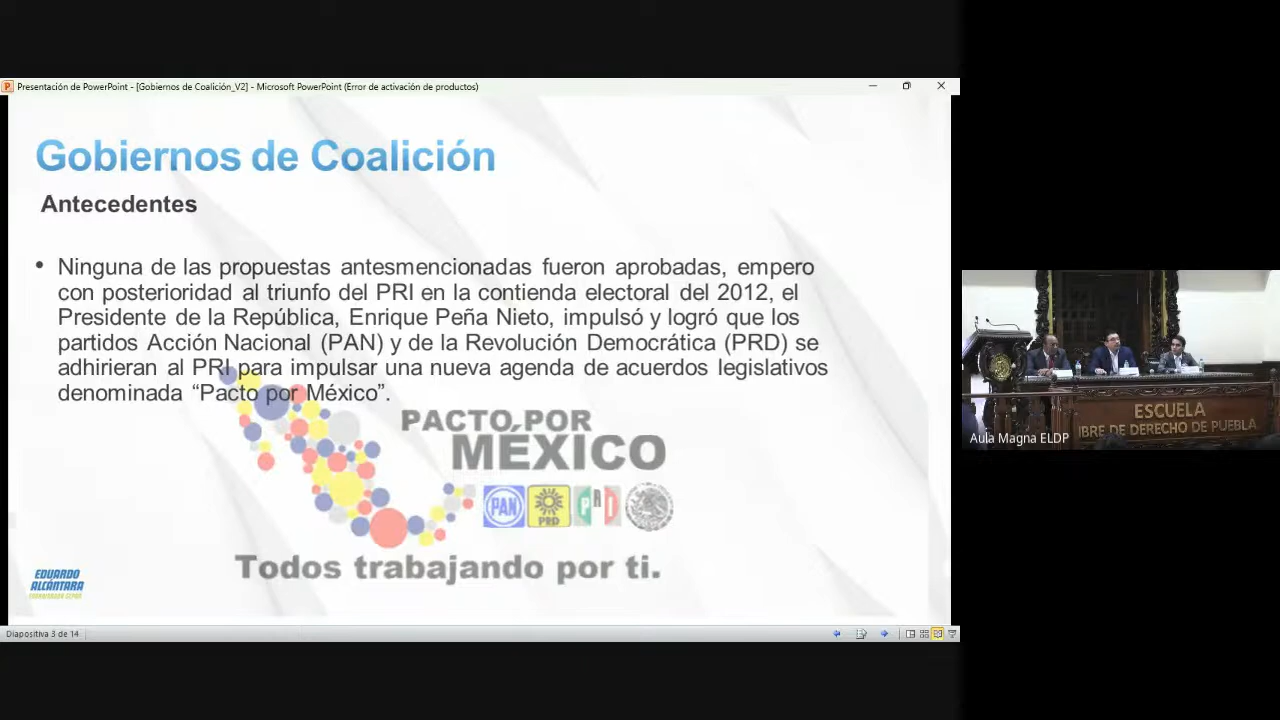 Presentación de PowerPoint - [Gobiernos de Coalición_V2] - Microsoft PowerPoint (Error de activación de productos)
Gobiernos de Coalición
Antecedentes
• Ninguna de las propuestas antesmencionadas fueron aprobadas, empero
con posterioridad al triunfo del PRI en la contienda electoral del 2012, el
Presidente de la República, Enrique Peña Nieto, impulsó y logró que los
partidos Acción Nacional (PAN) y de la Revolución Democrática (PRD) se
adhirieran al PRI para impulsar una nueva agenda de acuerdos legislativos
denominada “Pacto por México”.
PACTO POR
MÉXICO
PAN PRD PRI
Todos trabajando por ti.
EDUARDO
ALCÁNTARA
Diapositiva 3 de 14
ESCUELA
IBRE DE DERECHO DE PUEBLA
Aula Magna ELDP